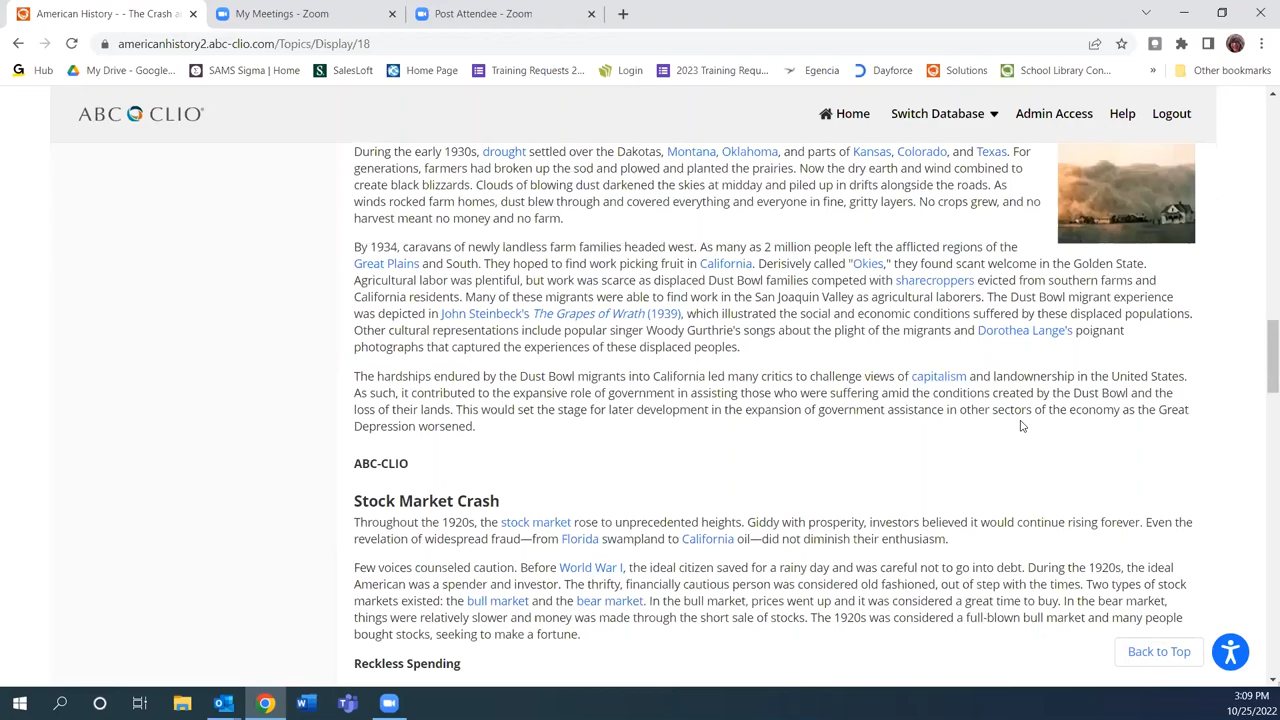 American History - - The Crash a
My Meetings - Zoom
Post Attendee - Zoom
americanhistory2.abc-clio.com/Topics/Display/18
Hub
My Drive - Google...
SAMS Sigma | Home
SalesLoft
Home Page
Training Requests 2...
Login
2023 Training Requ...
Egencia
Dayforce
Solutions
School Library Con...
»
Other bookmarks
ABC CLIO
Home
Switch Database
Admin Access
Help
Logout
During the early 1930s, drought settled over the Dakotas, Montana, Oklahoma, and parts of Kansas, Colorado, and Texas. For
generations, farmers had broken up the sod and plowed and planted the prairies. Now the dry earth and wind combined to
create black blizzards. Clouds of blowing dust darkened the skies at midday and piled up in drifts alongside the roads. As
winds rocked farm homes, dust blew through and covered everything and everyone in fine, gritty layers. No crops grew, and no
harvest meant no money and no farm.
By 1934, caravans of newly landless farm families headed west. As many as 2 million people left the afflicted regions of the
Great Plains and South. They hoped to find work picking fruit in California. Derisively called "Okies," they found scant welcome in the Golden State.
Agricultural labor was plentiful, but work was scarce as displaced Dust Bowl families competed with sharecroppers evicted from southern farms and
California residents. Many of these migrants were able to find work in the San Joaquin Valley as agricultural laborers. The Dust Bowl migrant experience
was depicted in John Steinbeck's The Grapes of Wrath (1939), which illustrated the social and economic conditions suffered by these displaced populations.
Other cultural representations include popular singer Woody Gurthrie's songs about the plight of the migrants and Dorothea Lange's poignant
photographs that captured the experiences of these displaced peoples.
The hardships endured by the Dust Bowl migrants into California led many critics to challenge views of capitalism and landownership in the United States.
As such, it contributed to the expansive role of government in assisting those who were suffering amid the conditions created by the Dust Bowl and the
loss of their lands. This would set the stage for later development in the expansion of government assistance in other sectors of the economy as the Great
Depression worsened.
ABC-CLIO
Stock Market Crash
Throughout the 1920s, the stock market rose to unprecedented heights. Giddy with prosperity, investors believed it would continue rising forever. Even the
revelation of widespread fraud—from Florida swampland to California oil—did not diminish their enthusiasm.
Few voices counseled caution. Before World War I, the ideal citizen saved for a rainy day and was careful not to go into debt. During the 1920s, the ideal
American was a spender and investor. The thrifty, financially cautious person was considered old fashioned, out of step with the times. Two types of stock
markets existed: the bull market and the bear market. In the bull market, prices went up and it was considered a great time to buy. In the bear market,
things were relatively slower and money was made through the short sale of stocks. The 1920s was considered a full-blown bull market and many people
bought stocks, seeking to make a fortune.
Back to Top
Reckless Spending
3:09 PM
10/25/2022